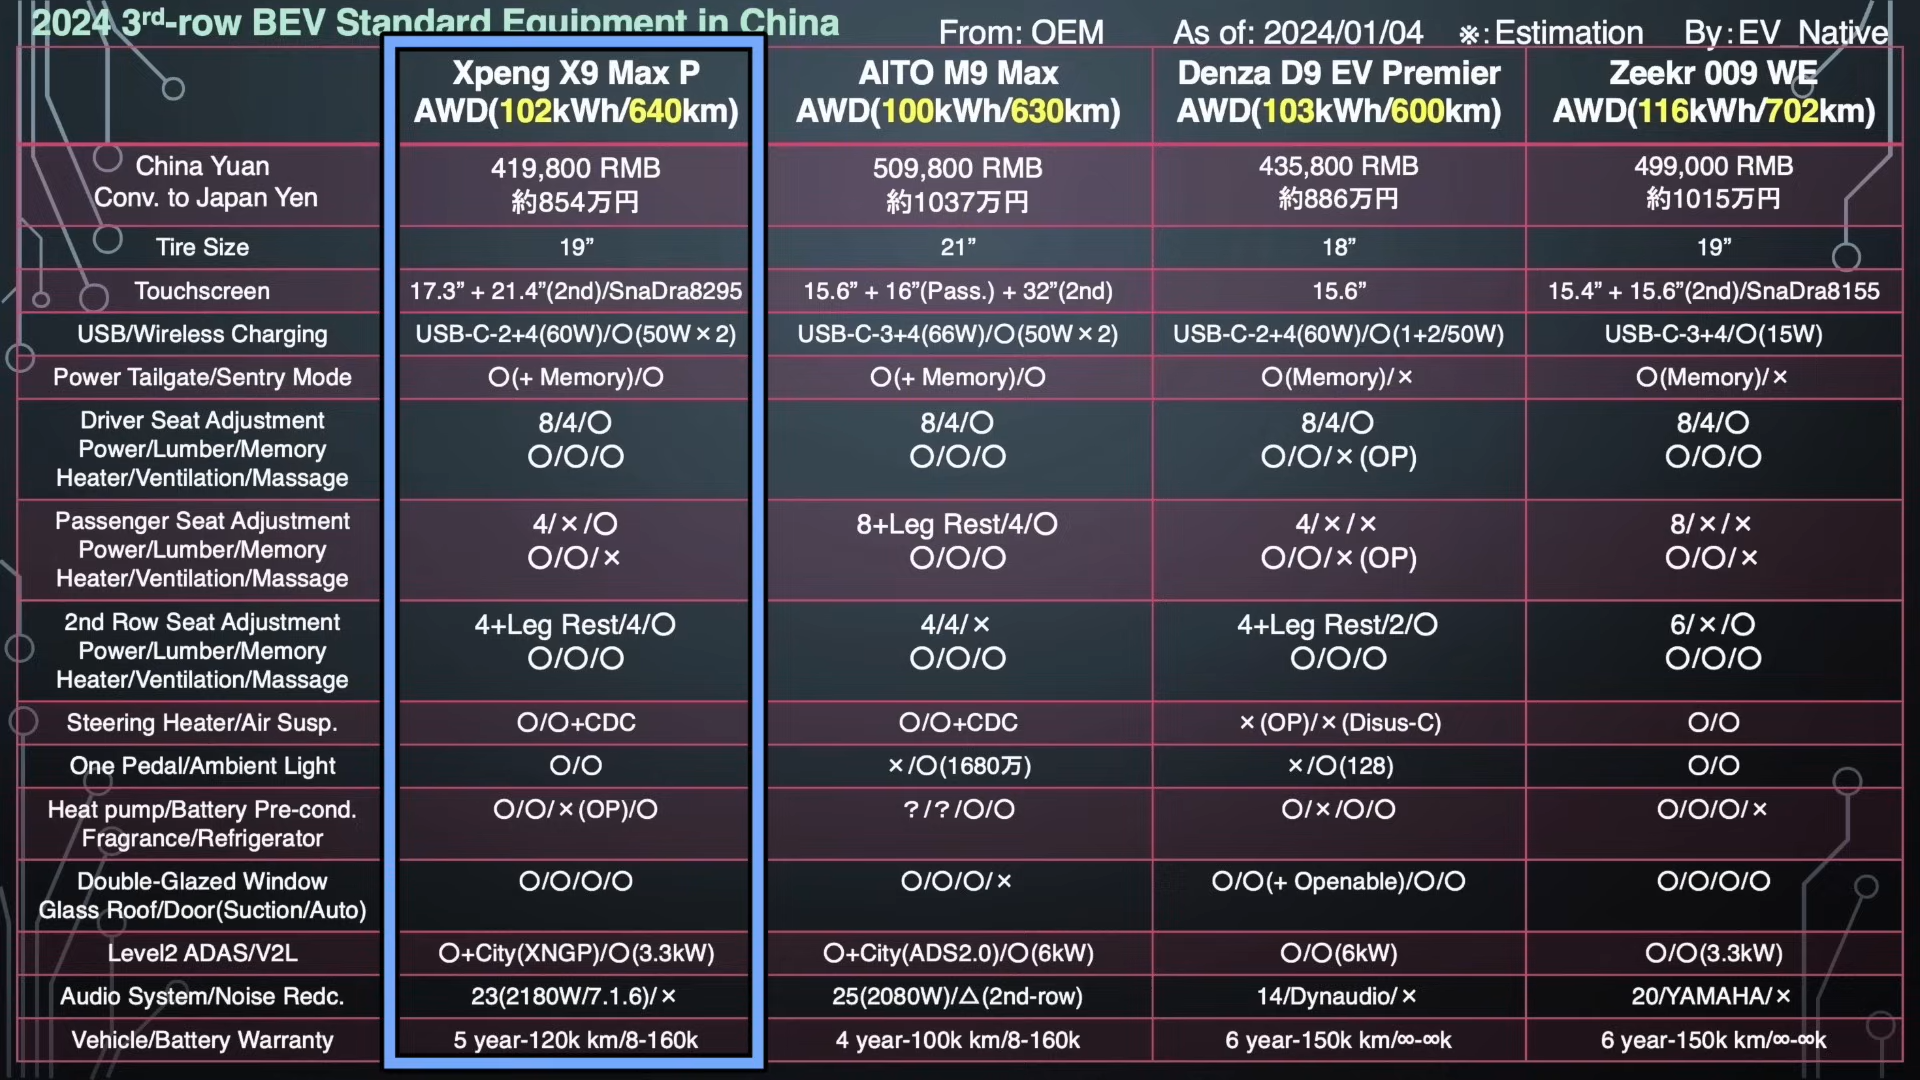 2024 3rd-row BEV Standard Equipment in China
From: OEM As of: 2024/01/04 ※:Estimation By:EV_Native
Xpeng X9 Max P AITO M9 Max Denza D9 EV Premier Zeekr 009 WE
AWD(102kWh/640km) AWD(100kWh/630km) AWD(103kWh/600km) AWD(116kWh/702km)
China Yuan 419,800 RMB 509,800 RMB 435,800 RMB 499,000 RMB
Conv. to Japan Yen 約854万円 約1037万円 約886万円 約1015万円
Tire Size 19” 21” 18” 19”
Touchscreen 17.3” + 21.4”(2nd)/SnaDra8295 15.6” + 16”(Pass.) + 32”(2nd) 15.6” 15.4” + 15.6”(2nd)/SnaDra8155
USB/Wireless Charging USB-C-2+4(60W)/○(50W×2) USB-C-3+4(66W)/○(50W×2) USB-C-2+4(60W)/○(1+2/50W) USB-C-3+4/○(15W)
Power Tailgate/Sentry Mode ○(+ Memory)/○ ○(+ Memory)/○ ○(Memory)/× ○(Memory)/×
Driver Seat Adjustment 8/4/○ 8/4/○ 8/4/○ 8/4/○
Power/Lumber/Memory ○/○/○ ○/○/○ ○/○/×(OP) ○/○/○
Heater/Ventilation/Massage
Passenger Seat Adjustment 4/×/○ 8+Leg Rest/4/○ 4/×/× 8/×/×
Power/Lumber/Memory ○/○/× ○/○/○ ○/○/×(OP) ○/○/×
Heater/Ventilation/Massage
2nd Row Seat Adjustment 4+Leg Rest/4/○ 4/4/× 4+Leg Rest/2/○ 6/×/○
Power/Lumber/Memory ○/○/○ ○/○/○ ○/○/○ ○/○/○
Heater/Ventilation/Massage
Steering Heater/Air Susp. ○/○+CDC ○/○+CDC ×(OP)/×(Disus-C) ○/○
One Pedal/Ambient Light ○/○ ×/○(1680万) ×/○(128) ○/○
Heat pump/Battery Pre-cond. ○/○/×(OP)/○ ?/?/○/○ ○/×/○/○ ○/○/○/×
Fragrance/Refrigerator
Double-Glazed Window ○/○/○/○ ○/○/○/× ○/○(+ Openable)/○/○ ○/○/○/○
Glass Roof/Door(Suction/Auto)
Level2 ADAS/V2L ○+City(XNGP)/○(3.3kW) ○+City(ADS2.0)/○(6kW) ○/○(6kW) ○/○(3.3kW)
Audio System/Noise Redc. 23(2180W/7.1.6)/× 25(2080W)/△(2nd-row) 14/Dynaudio/× 20/YAMAHA/×
Vehicle/Battery Warranty 5 year-120k km/8-160k 4 year-100k km/8-160k 6 year-150k km/∞-∞k 6 year-150k km/∞-∞k